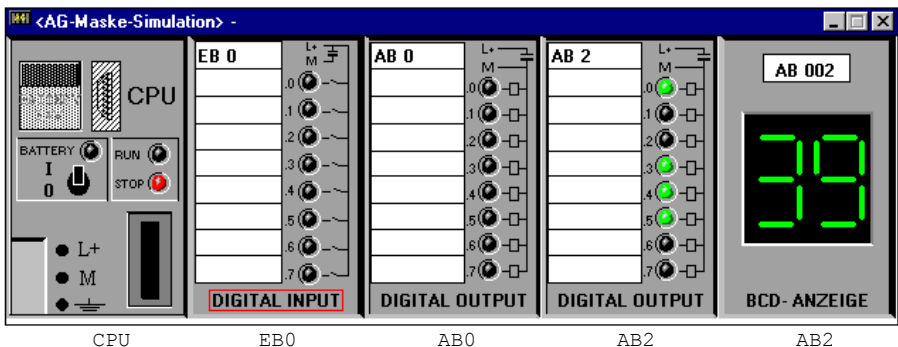 <AG-Maske-Simulation> -
CPU
BATTERY
I
0
RUN
STOP
L+
M
EB 0
L+
M
.0
.1
.2
.3
.4
.5
.6
.7
DIGITAL INPUT
AB 0
L+
M
.0
.1
.2
.3
.4
.5
.6
.7
DIGITAL OUTPUT
AB 2
L+
M
.0
.1
.2
.3
.4
.5
.6
.7
DIGITAL OUTPUT
AB 002
39
BCD- ANZEIGE
CPU EB0 AB0 AB2 AB2